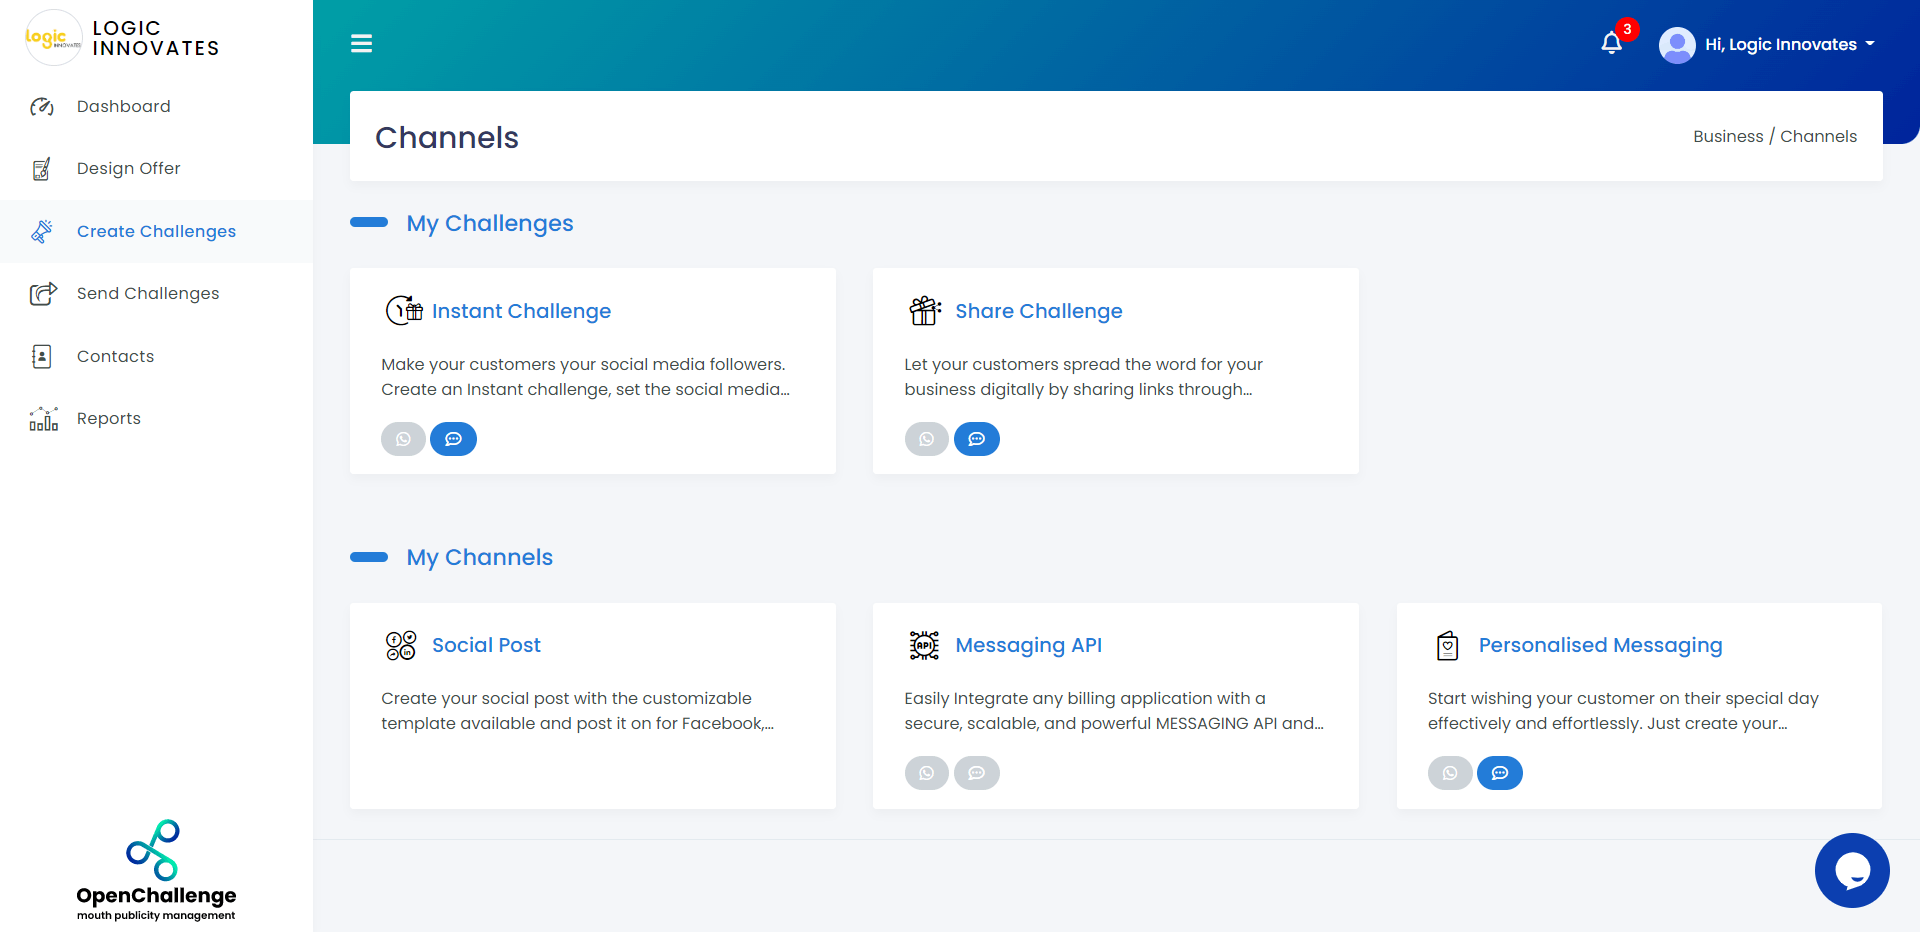 logic
INNOVATES
LOGIC
INNOVATES
Dashboard
Design Offer
Create Challenges
Send Challenges
Contacts
Reports
OpenChallenge
mouth publicity management
3
Hi, Logic Innovates
Channels
Business / Channels
My Challenges
Instant Challenge
Make your customers your social media followers.
Create an Instant challenge, set the social media...
Share Challenge
Let your customers spread the word for your
business digitally by sharing links through...
My Channels
Social Post
Create your social post with the customizable
template available and post it on for Facebook,...
API
Messaging API
Easily Integrate any billing application with a
secure, scalable, and powerful MESSAGING API and...
Personalised Messaging
Start wishing your customer on their special day
effectively and effortlessly. Just create your...